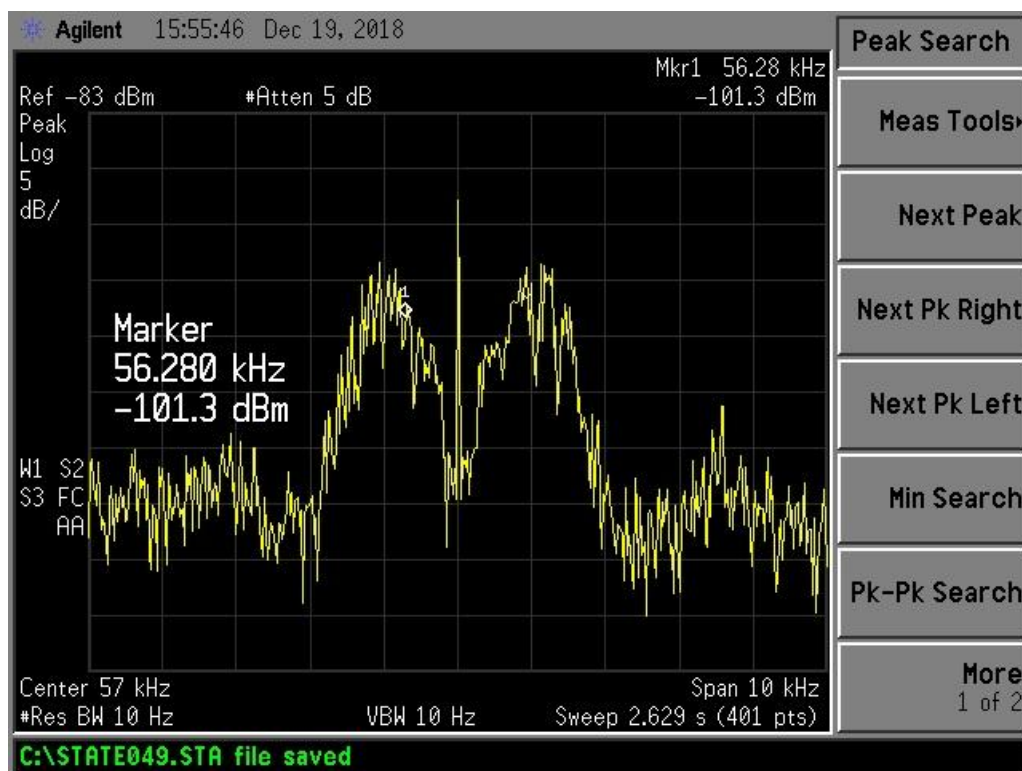 Agilent 15:55:46 Dec 19, 2018
Mkr1 56.28 kHz
Ref -83 dBm #Atten 5 dB -101.3 dBm
Peak
Log
5
dB/
1
Marker
56.280 kHz
-101.3 dBm
W1 S2
S3 FC
AA
Center 57 kHz Span 10 kHz
#Res BW 10 Hz VBW 10 Hz Sweep 2.629 s (401 pts)
C:\STATE049.STA file saved
Peak Search
Meas Tools
Next Peak
Next Pk Right
Next Pk Left
Min Search
Pk-Pk Search
More
1 of 2